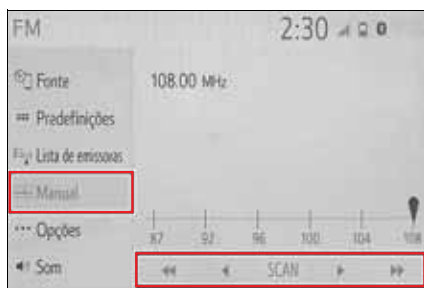 FM 2:30
Fonte
108.00 MHz
Predefinições
Lista de emissoras
Manual
Opções
87 92 96 100 104 108
Som
SCAN